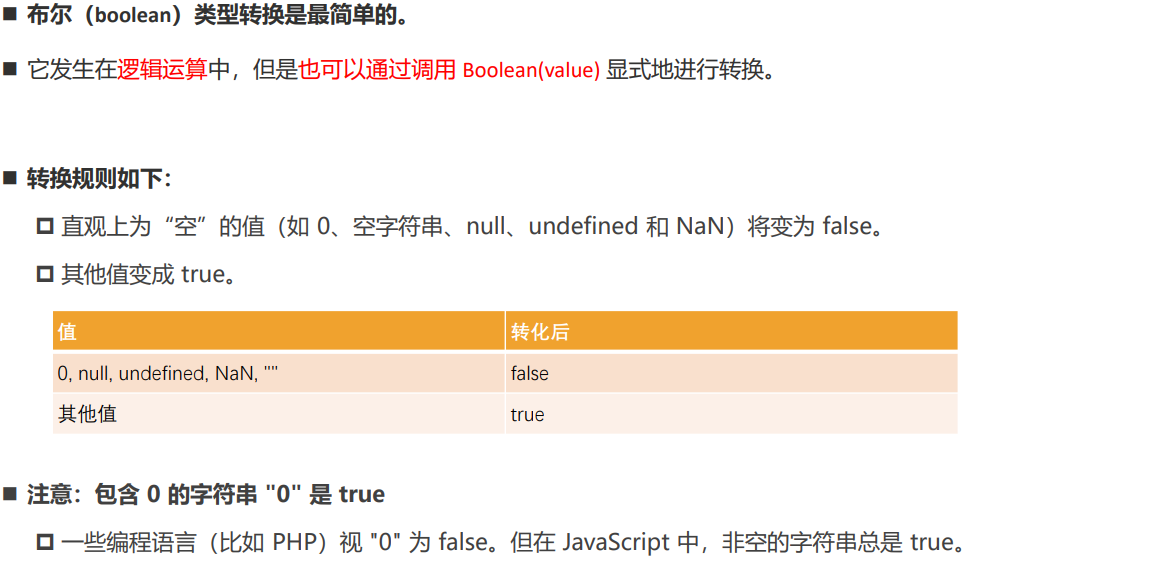 布尔（boolean）类型转换是最简单的。
它发生在逻辑运算中，但是也可以通过调用 Boolean(value) 显式地进行转换。
转换规则如下：
直观上为“空”的值（如 0、空字符串、null、undefined 和 NaN）将变为 false。
其他值变成 true。
值 转化后
0, null, undefined, NaN, "" false
其他值 true
注意：包含 0 的字符串 "0" 是 true
一些编程语言（比如 PHP）视 "0" 为 false。但在 JavaScript 中，非空的字符串总是 true。